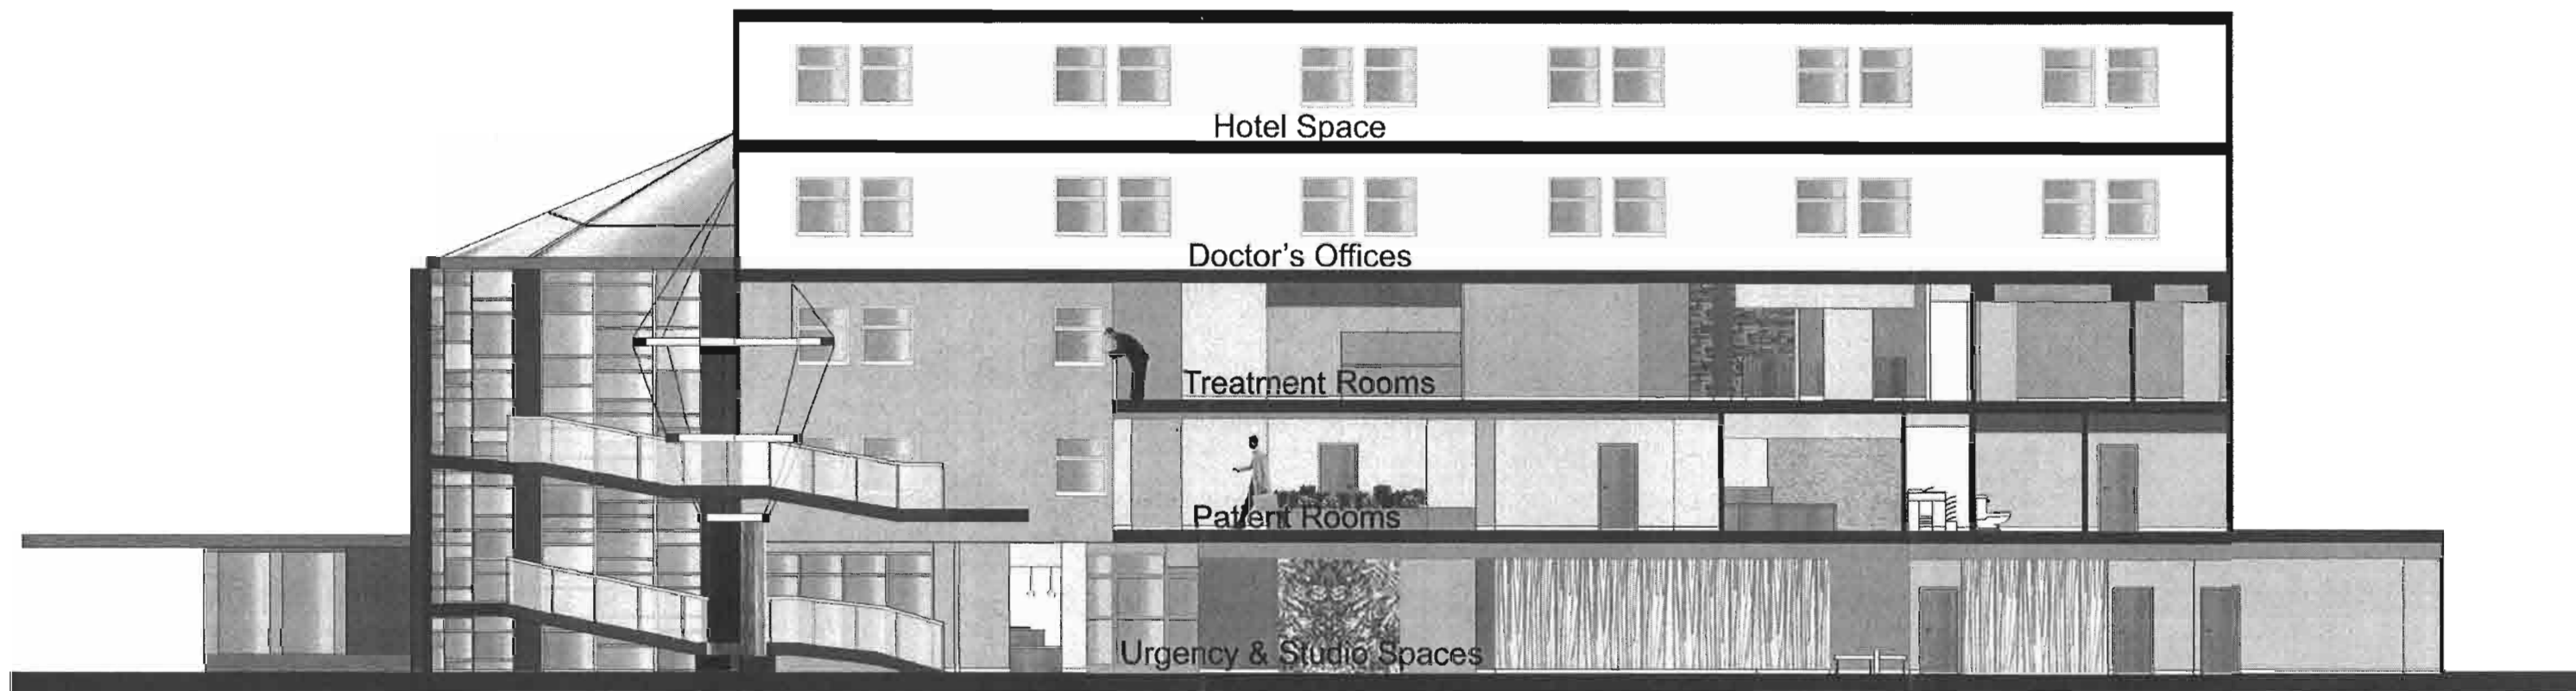 Hotel Space
Doctor's Offices
Treatment Rooms
Patient Rooms
Urgency & Studio Spaces